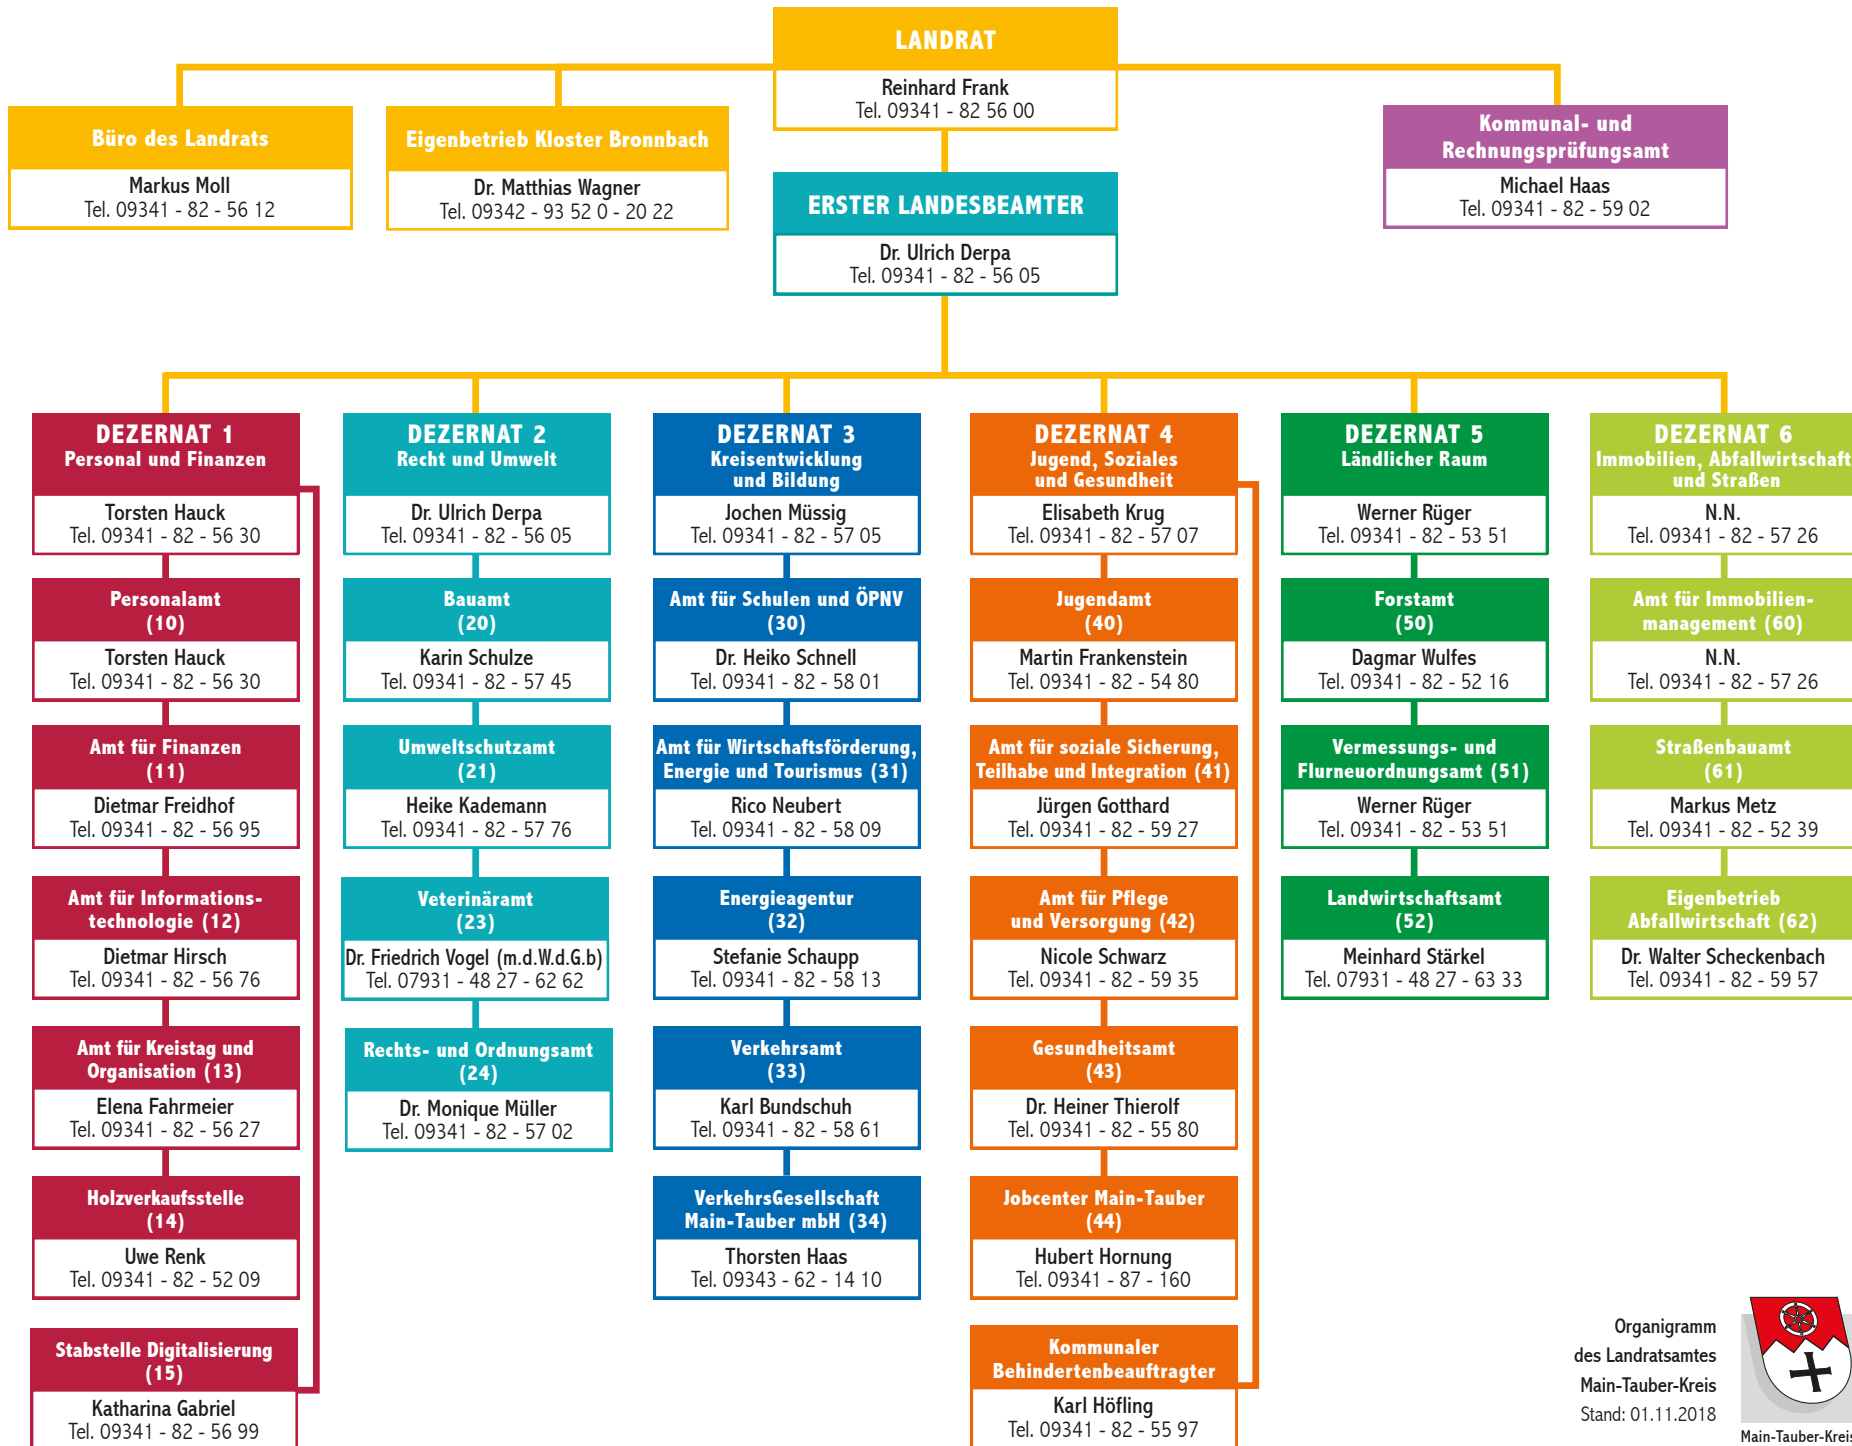 LANDRAT
Reinhard Frank
Tel. 09341 - 82 56 00
Büro des Landrats
Markus Moll
Tel. 09341 - 82 - 56 12
Eigenbetrieb Kloster Bronnbach
Dr. Matthias Wagner
Tel. 09342 - 93 52 0 - 20 22
Kommunal- und
Rechnungsprüfungsamt
Michael Haas
Tel. 09341 - 82 - 59 02
ERSTER LANDESBEAMTER
Dr. Ulrich Derpa
Tel. 09341 - 82 - 56 05
DEZERNAT 1
Personal und Finanzen
Torsten Hauck
Tel. 09341 - 82 - 56 30
Personalamt
(10)
Torsten Hauck
Tel. 09341 - 82 - 56 30
Amt für Finanzen
(11)
Dietmar Freidhof
Tel. 09341 - 82 - 56 95
Amt für Informations-
technologie (12)
Dietmar Hirsch
Tel. 09341 - 82 - 56 76
Amt für Kreistag und
Organisation (13)
Elena Fahrmeier
Tel. 09341 - 82 - 56 27
Holzverkaufsstelle
(14)
Uwe Renk
Tel. 09341 - 82 - 52 09
Stabstelle Digitalisierung
(15)
Katharina Gabriel
Tel. 09341 - 82 - 56 99
DEZERNAT 2
Recht und Umwelt
Dr. Ulrich Derpa
Tel. 09341 - 82 - 56 05
Bauamt
(20)
Karin Schulze
Tel. 09341 - 82 - 57 45
Umweltschutzamt
(21)
Heike Kademann
Tel. 09341 - 82 - 57 76
Veterinäramt
(23)
Dr. Friedrich Vogel (m.d.W.d.G.b)
Tel. 07931 - 48 27 - 62 62
Rechts- und Ordnungsamt
(24)
Dr. Monique Müller
Tel. 09341 - 82 - 57 02
DEZERNAT 3
Kreisentwicklung
und Bildung
Jochen Müssig
Tel. 09341 - 82 - 57 05
Amt für Schulen und ÖPNV
(30)
Dr. Heiko Schnell
Tel. 09341 - 82 - 58 01
Amt für Wirtschaftsförderung,
Energie und Tourismus (31)
Rico Neubert
Tel. 09341 - 82 - 58 09
Energieagentur
(32)
Stefanie Schaupp
Tel. 09341 - 82 - 58 13
Verkehrsamt
(33)
Karl Bundschuh
Tel. 09341 - 82 - 58 61
VerkehrsGesellschaft
Main-Tauber mbH (34)
Thorsten Haas
Tel. 09343 - 62 - 14 10
DEZERNAT 4
Jugend, Soziales
und Gesundheit
Elisabeth Krug
Tel. 09341 - 82 - 57 07
Jugendamt
(40)
Martin Frankenstein
Tel. 09341 - 82 - 54 80
Amt für soziale Sicherung,
Teilhabe und Integration (41)
Jürgen Gotthard
Tel. 09341 - 82 - 59 27
Amt für Pflege
und Versorgung (42)
Nicole Schwarz
Tel. 09341 - 82 - 59 35
Gesundheitsamt
(43)
Dr. Heiner Thierolf
Tel. 09341 - 82 - 55 80
Jobcenter Main-Tauber
(44)
Hubert Hornung
Tel. 09341 - 87 - 160
Kommunaler
Behindertenbeauftragter
Karl Höfling
Tel. 09341 - 82 - 55 97
DEZERNAT 5
Ländlicher Raum
Werner Rüger
Tel. 09341 - 82 - 53 51
Forstamt
(50)
Dagmar Wulfes
Tel. 09341 - 82 - 52 16
Vermessungs- und
Flurneuordnungsamt (51)
Werner Rüger
Tel. 09341 - 82 - 53 51
Landwirtschaftsamt
(52)
Meinhard Stärkel
Tel. 07931 - 48 27 - 63 33
DEZERNAT 6
Immobilien, Abfallwirtschaft
und Straßen
N.N.
Tel. 09341 - 82 - 57 26
Amt für Immobilien-
management (60)
N.N.
Tel. 09341 - 82 - 57 26
Straßenbauamt
(61)
Markus Metz
Tel. 09341 - 82 - 52 39
Eigenbetrieb
Abfallwirtschaft (62)
Dr. Walter Scheckenbach
Tel. 09341 - 82 - 59 57
Organigramm
des Landratsamtes
Main-Tauber-Kreis
Stand: 01.11.2018
Main-Tauber-Kreis